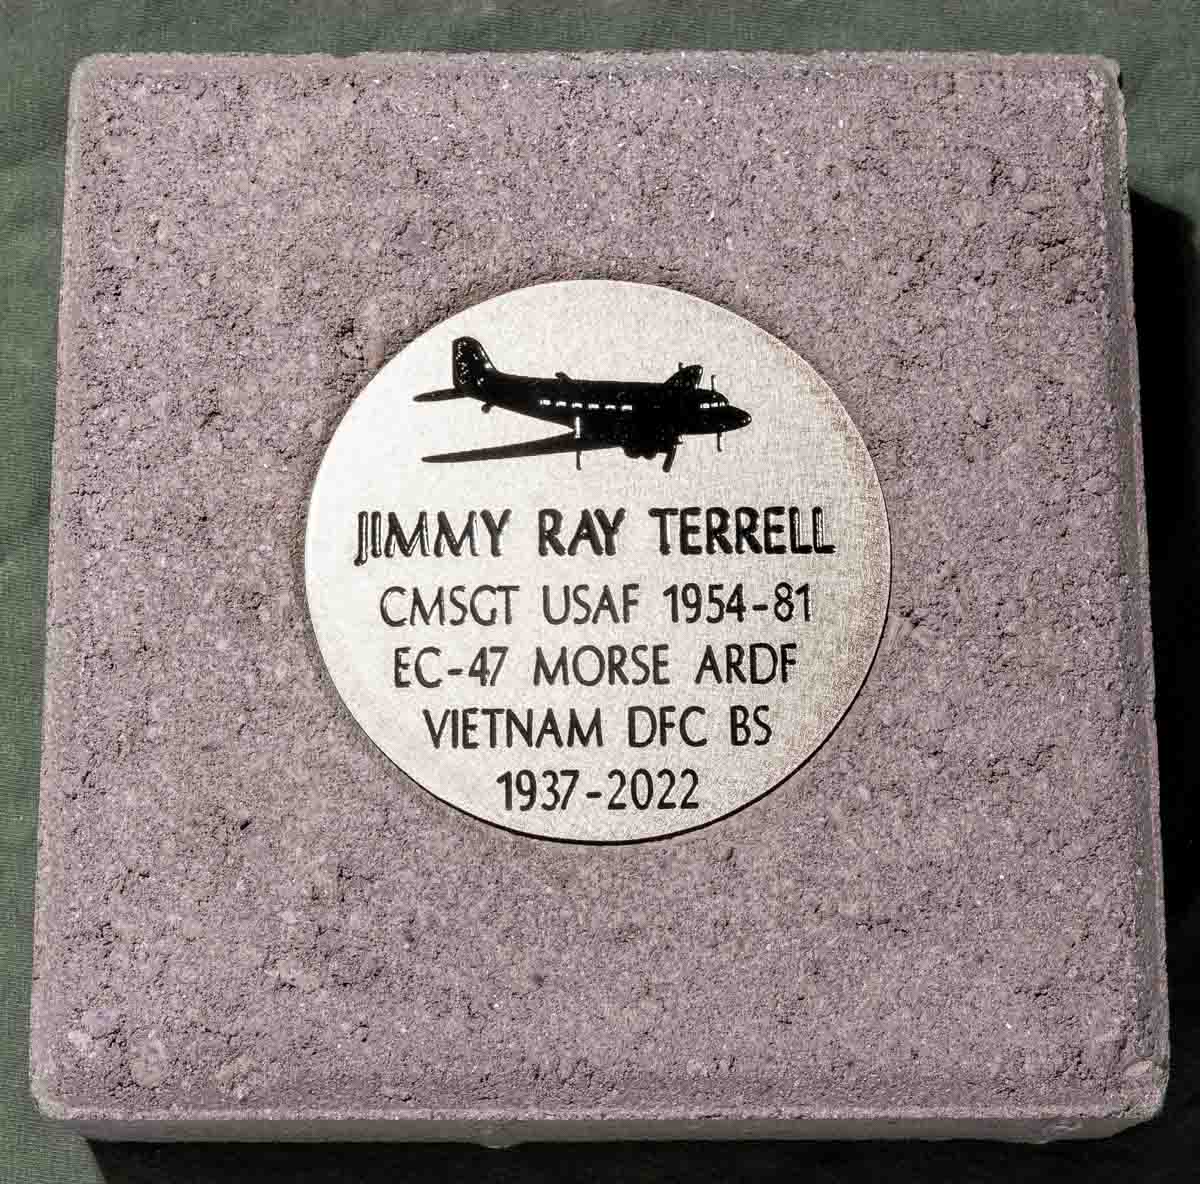 JIMMY RAY TERRELL
CMSGT USAF 1954-81
EC-47 MORSE ARDF
VIETNAM DFC BS
1937-2022